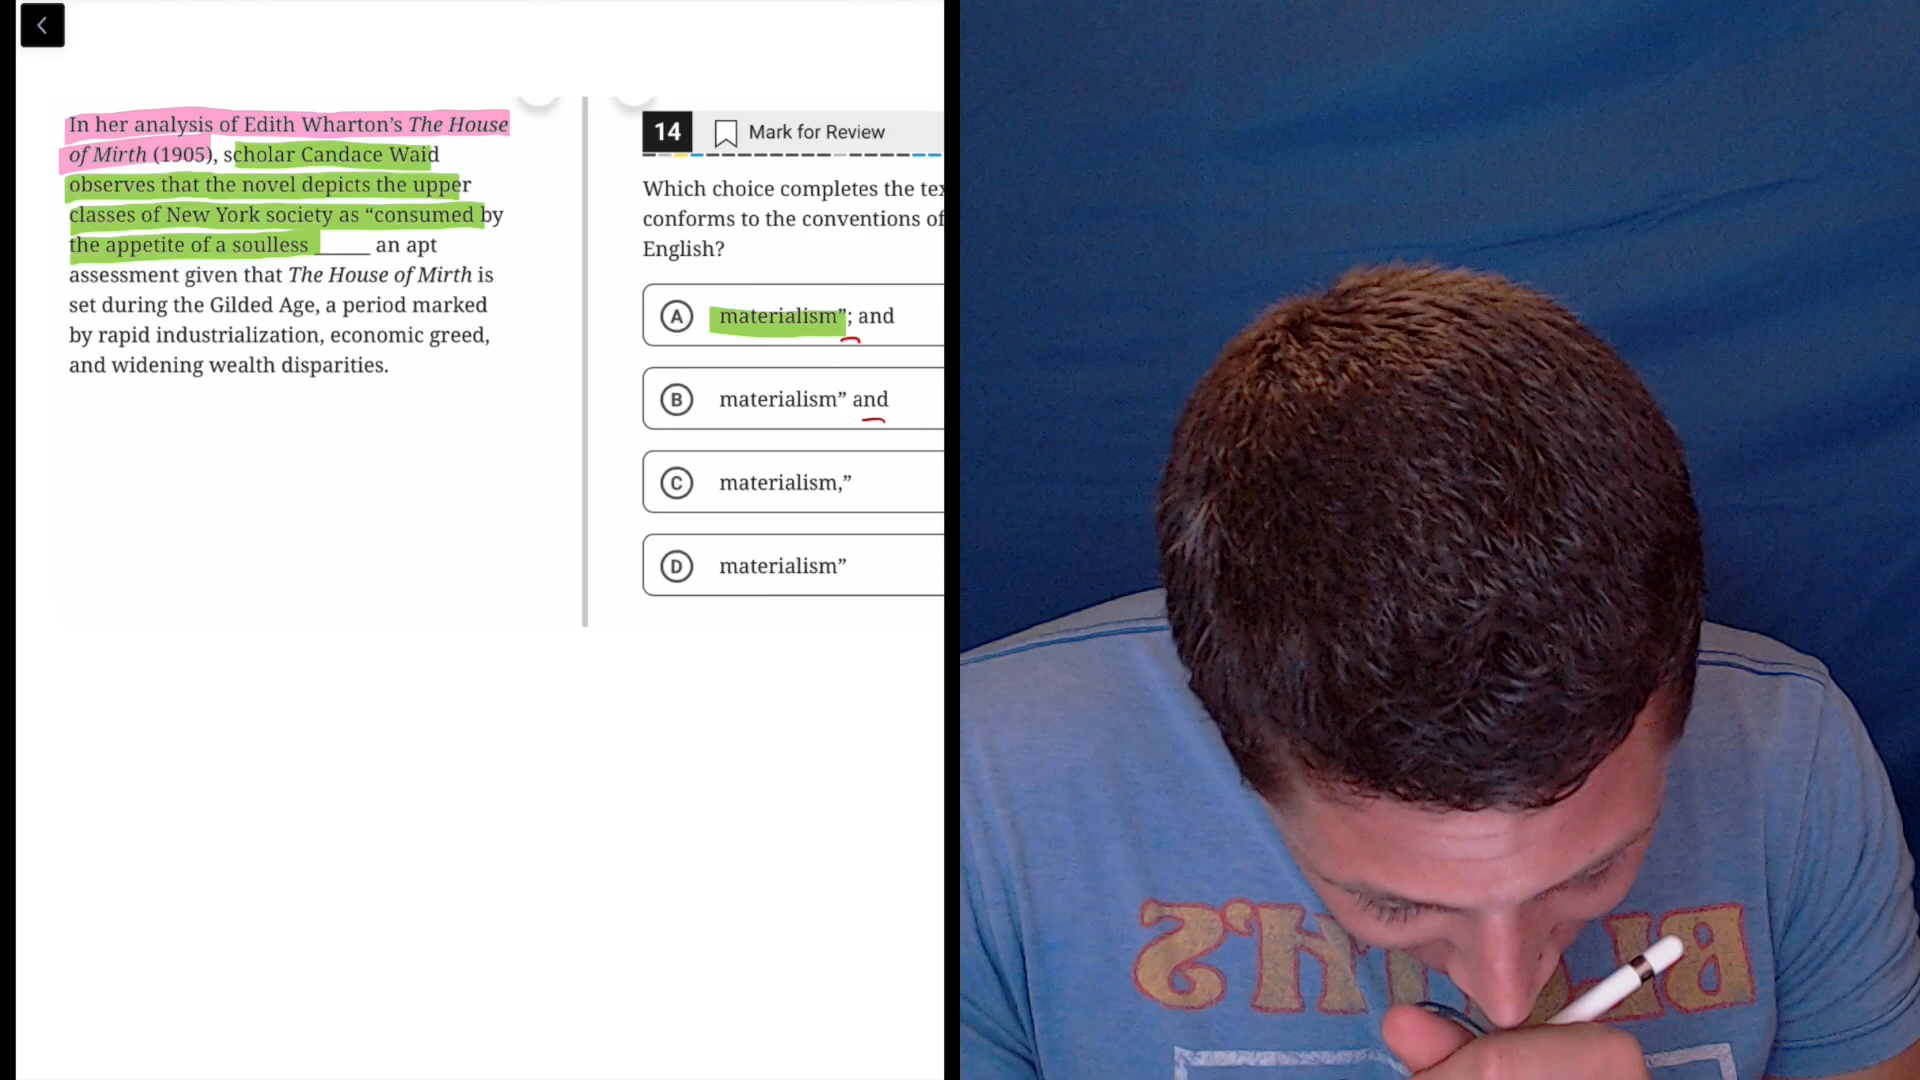 In her analysis of Edith Wharton’s The House
of Mirth (1905), scholar Candace Waid
observes that the novel depicts the upper
classes of New York society as “consumed by
the appetite of a soulless ______ an apt
assessment given that The House of Mirth is
set during the Gilded Age, a period marked
by rapid industrialization, economic greed,
and widening wealth disparities.
14 Mark for Review
Which choice completes the te
conforms to the conventions of
English?
A materialism”; and
B materialism” and
C materialism,”
D materialism”